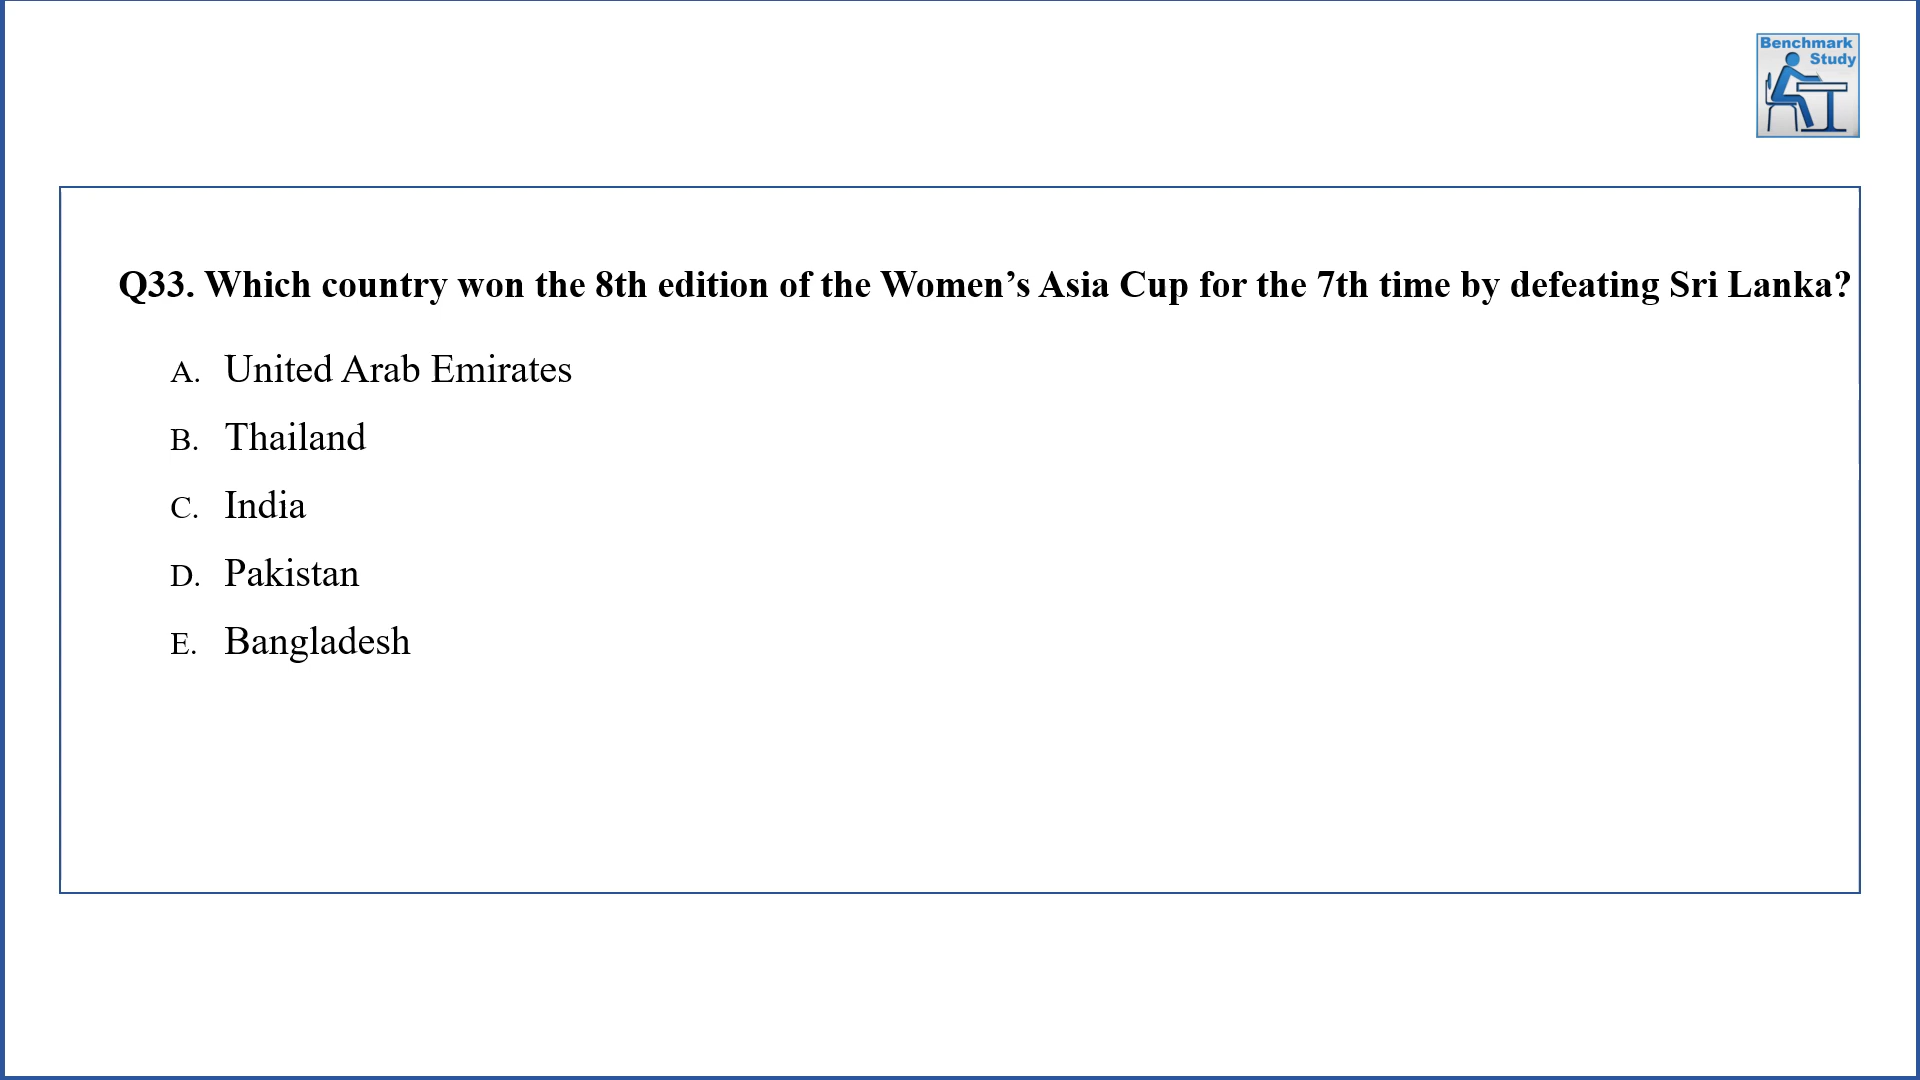 Benchmark
Study
Q33. Which country won the 8th edition of the Women’s Asia Cup for the 7th time by defeating Sri Lanka?
A. United Arab Emirates
B. Thailand
C. India
D. Pakistan
E. Bangladesh